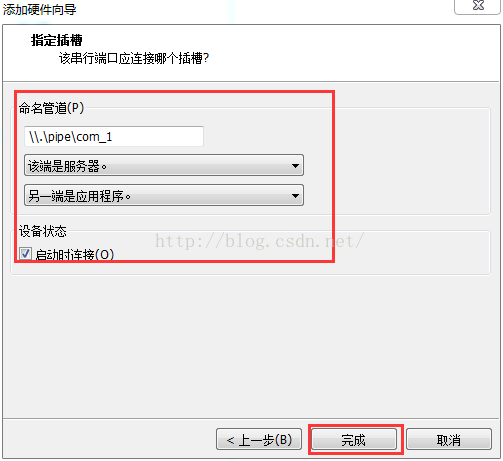 添加硬件向导
指定插槽
该串行端口应连接哪个插槽?
命名管道(P)
\\.\pipe\com_1
该端是服务器。
另一端是应用程序。
设备状态
http://blog.csdn.net/
启动时连接(O)
< 上一步(B)
完成
取消